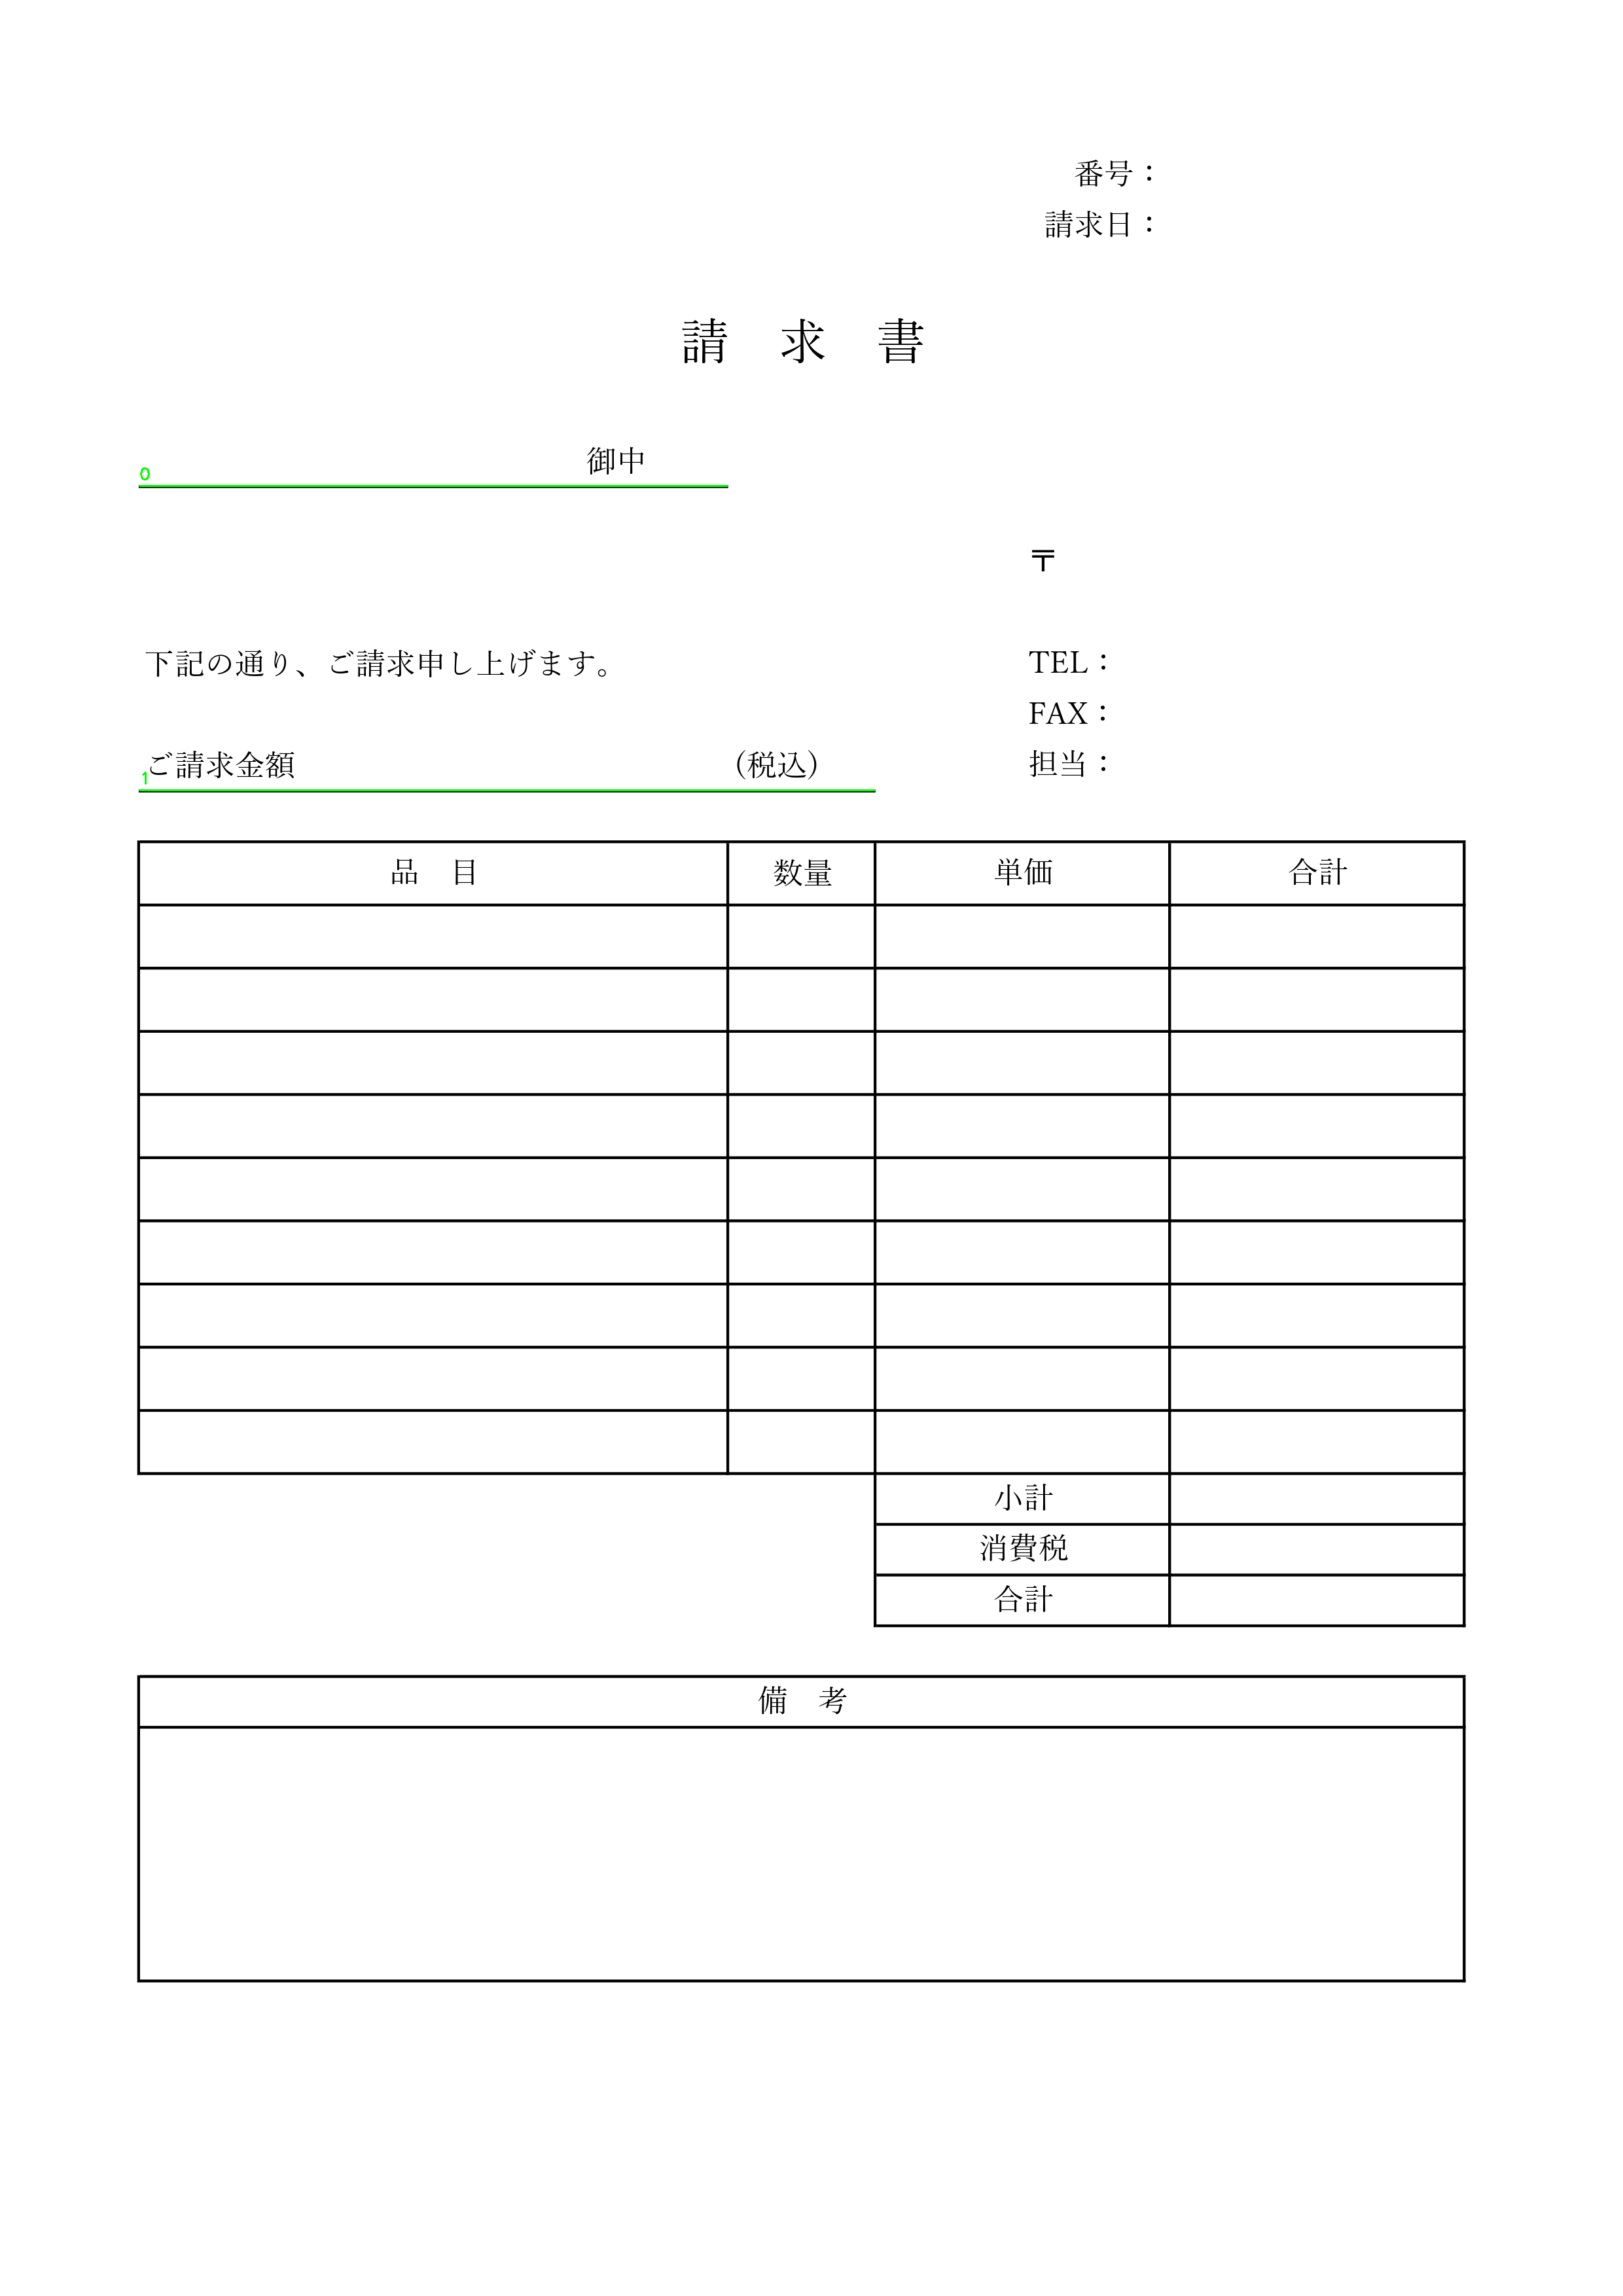 番号：
請求日：
請　求　書
0 御中
〒
下記の通り、ご請求申し上げます。 TEL：
FAX：
1 ご請求金額 （税込） 担当：
品　目 数量 単価 合計
小計
消費税
合計
備　考